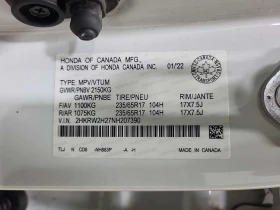 HONDA OF CANADA MFG.
A DIVISION OF HONDA CANADA INC. 01/22
TYPE MPV/VTUM
GVWR/PNBV 2150KG
GAWR/PNBE TIRE/PNEU RIM/JANTE
F/AV 1100KG 235/65R17 104H 17X7.5J
R/AR 1075KG 235/65R17 104H 17X7.5J
V.I.N. 2HKRW2H27NH207390
NH883P MADE IN CANADA